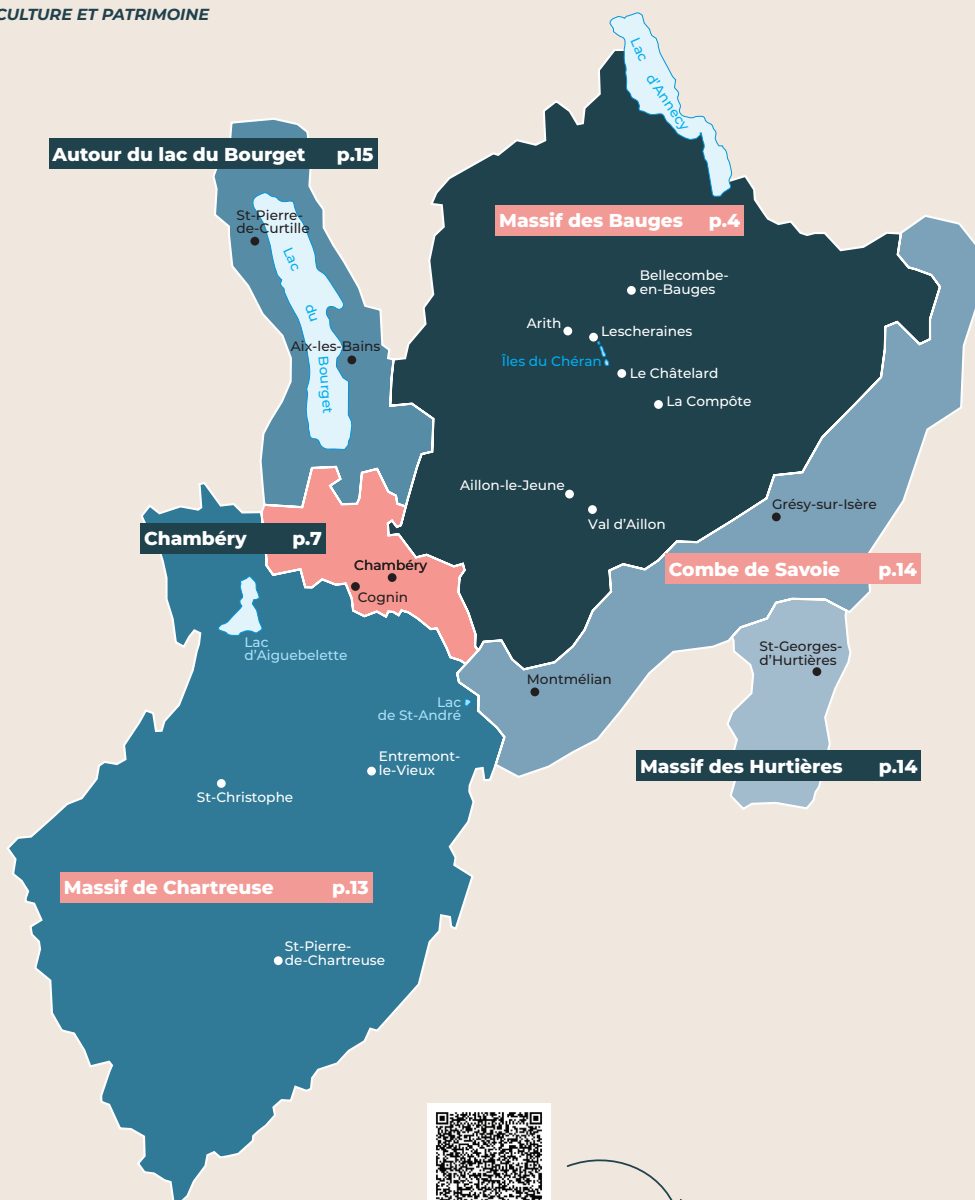 CULTURE ET PATRIMOINE
Lac d'Annecy
Autour du lac du Bourget p.15
St-Pierre-
de-Curtille
Lac du Bourget
Aix-les-Bains
Massif des Bauges p.4
Bellecombe-
en-Bauges
Arith
Lescheraines
Îles du Chéran
Le Châtelard
La Compôte
Aillon-le-Jeune
Val d'Aillon
Grésy-sur-Isère
Chambéry p.7
Chambéry
Cognin
Combe de Savoie p.14
Lac
d'Aiguebelette
St-Georges-
d'Hurtières
Montmélian
Lac
de St-André
Entremont-
le-Vieux
Massif des Hurtières p.14
St-Christophe
Massif de Chartreuse p.13
St-Pierre-
de-Chartreuse